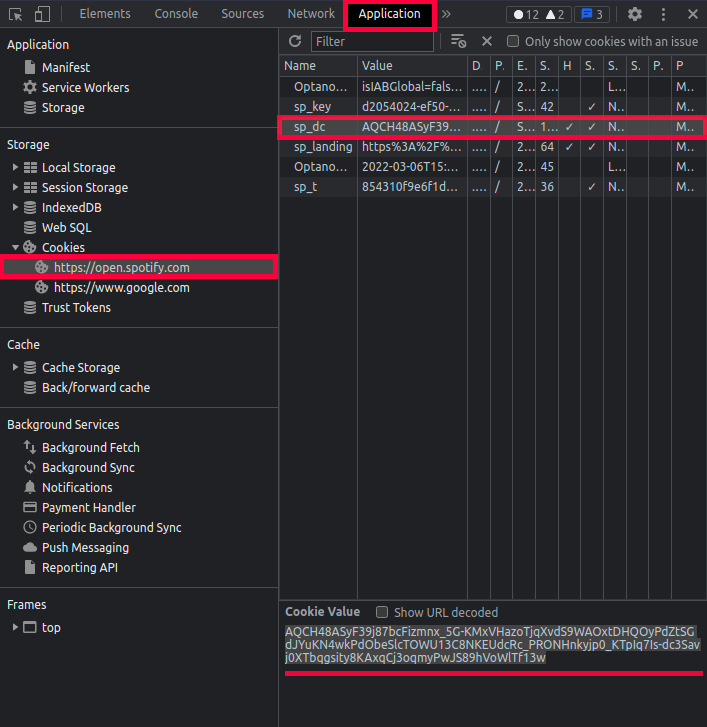 Elements Console Sources Network Application » 12 2 3
Application
Manifest
Service Workers
Storage
Storage
Local Storage
Session Storage
IndexedDB
Web SQL
Cookies
https://open.spotify.com
https://www.google.com
Trust Tokens
Cache
Cache Storage
Back/forward cache
Background Services
Background Fetch
Background Sync
Notifications
Payment Handler
Periodic Background Sync
Push Messaging
Reporting API
Frames
top
Filter Only show cookies with an issue
Name Value D P. E. S. H S. S. S. P. P
Optano... isIABGlobal=fals... .... / 2... 2... L... M...
sp_key d2054024-ef50-... .... / S... 42 ✓ N... M...
sp_dc AQCH48ASyF39... .... / S... 1... ✓ ✓ N... M...
sp_landing https%3A%2F%... .... / 2... 64 ✓ ✓ N... M...
Optano... 2022-03-06T15:... .... / 2... 45 L... M...
sp_t 854310f9e6f1d... .... / 2... 36 ✓ N... M...
Cookie Value Show URL decoded
AQCH48ASyF39j87bcFizmnx_5G-KMxVHazoTjqXvdS9WAOxtDHQOyPdZtSG
dJYuKN4wkPdObeSlcTOWU13C8NKEUdcRc_PRONHnkyjp0_KTpIq7Is-dc3Sav
j0XTbqgsity8KAxqCj3oqmyPwJS89hVoWlTf13w